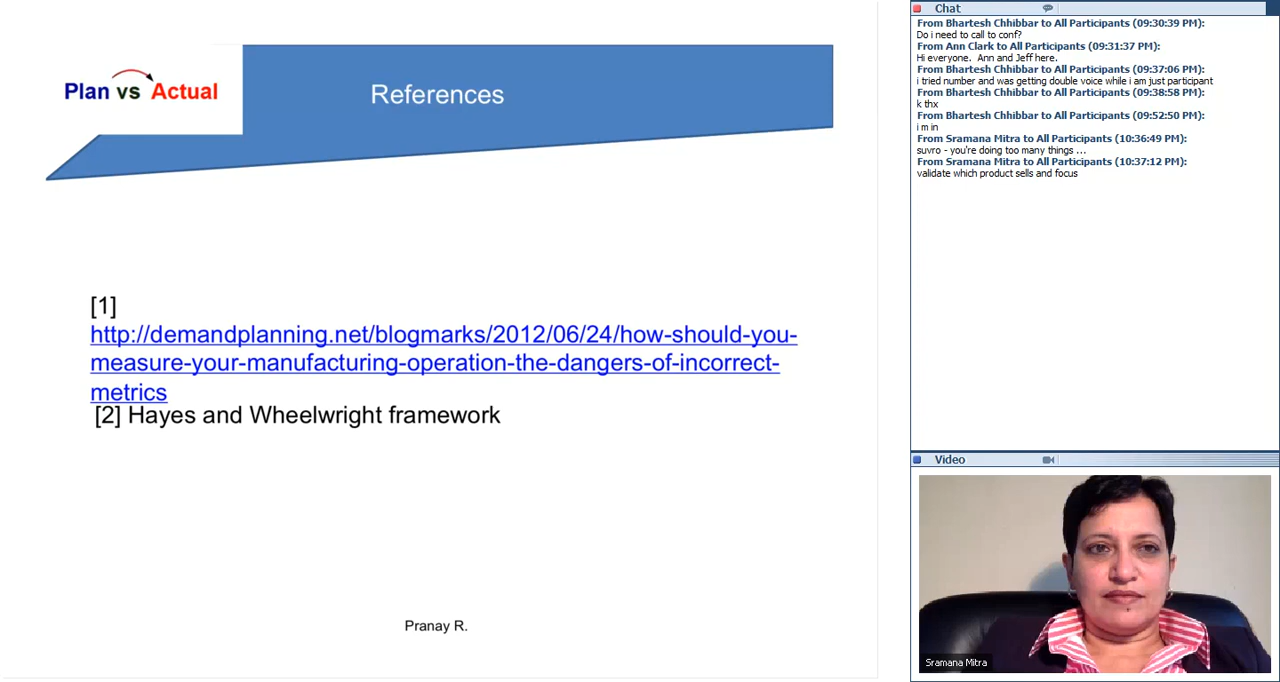 Plan vs Actual
References
[1]
http://demandplanning.net/blogmarks/2012/06/24/how-should-you-
measure-your-manufacturing-operation-the-dangers-of-incorrect-
metrics
[2] Hayes and Wheelwright framework
Pranay R.
Chat
From Bhartesh Chhibbar to All Participants (09:30:39 PM):
Do i need to call to conf?
From Ann Clark to All Participants (09:31:37 PM):
Hi everyone. Ann and Jeff here.
From Bhartesh Chhibbar to All Participants (09:37:06 PM):
i tried number and was getting double voice while i am just participant
From Bhartesh Chhibbar to All Participants (09:38:58 PM):
k thx
From Bhartesh Chhibbar to All Participants (09:52:50 PM):
i m in
From Sramana Mitra to All Participants (10:36:49 PM):
suvro - you're doing too many things ...
From Sramana Mitra to All Participants (10:37:12 PM):
validate which product sells and focus
Video
Sramana Mitra